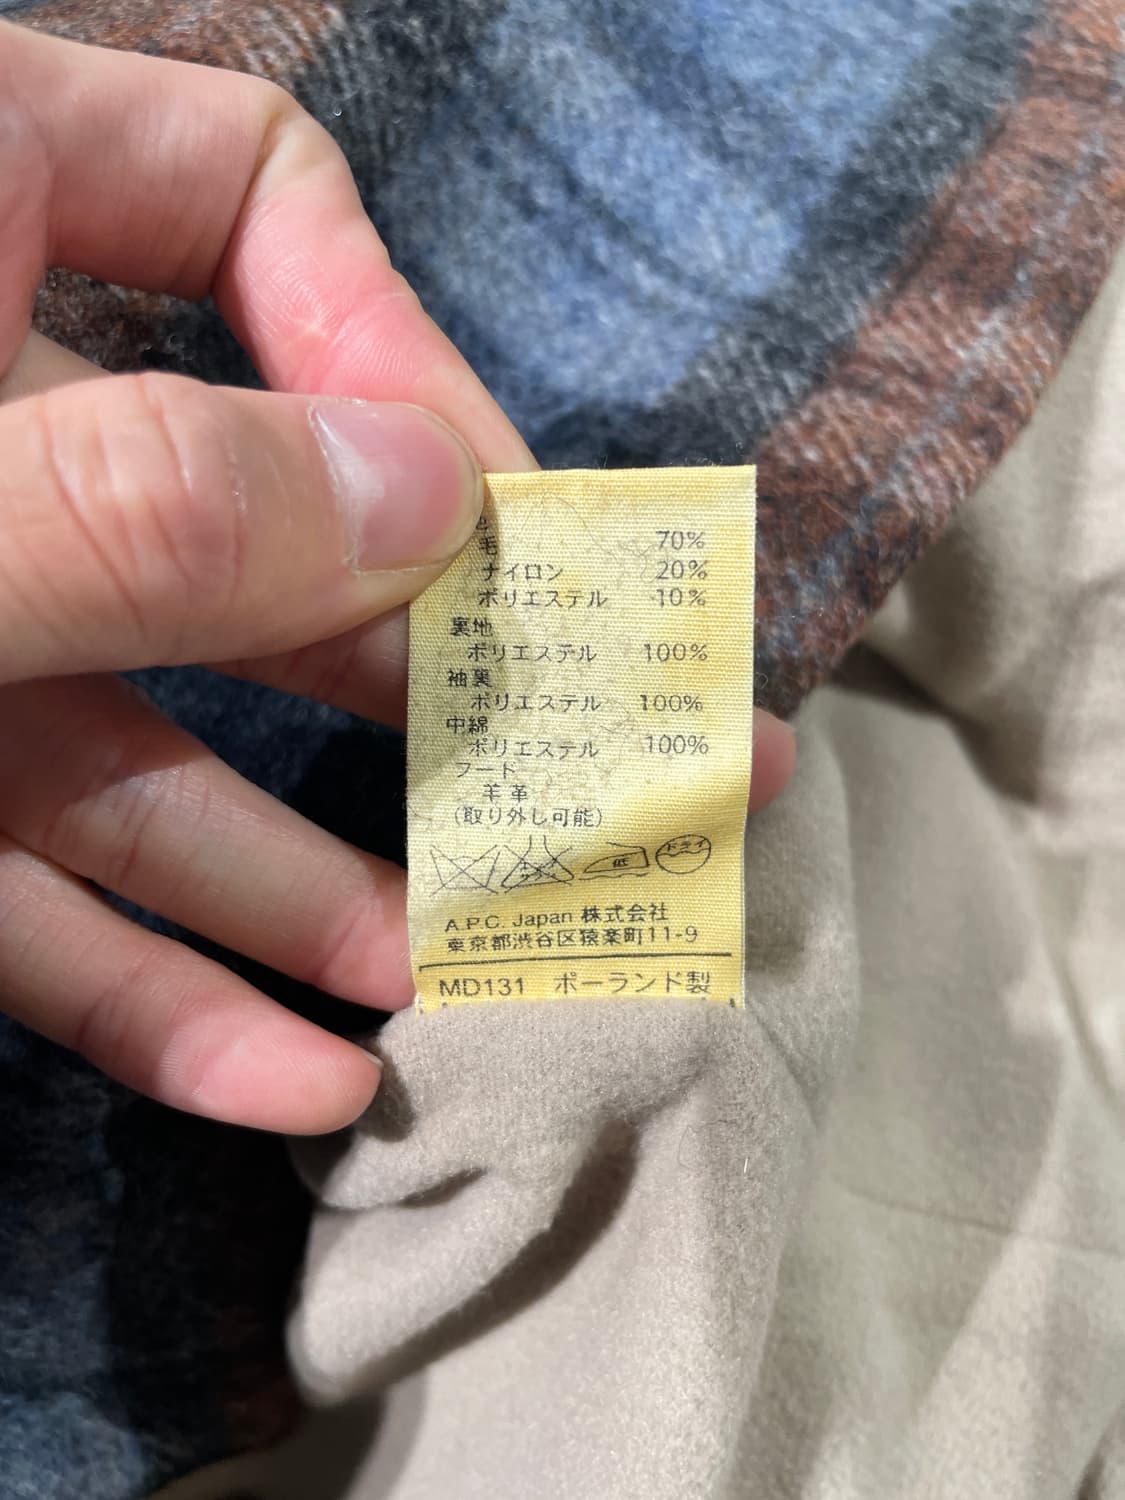 毛 70%
ナイロン 20%
ポリエステル 10%
裏地
ポリエステル 100%
袖裏
ポリエステル 100%
中綿
ポリエステル 100%
フード
羊革
(取り外し可能)
低 ドライ
A.P.C. Japan 株式会社
東京都渋谷区猿楽町11-9
MD131 ポーランド製